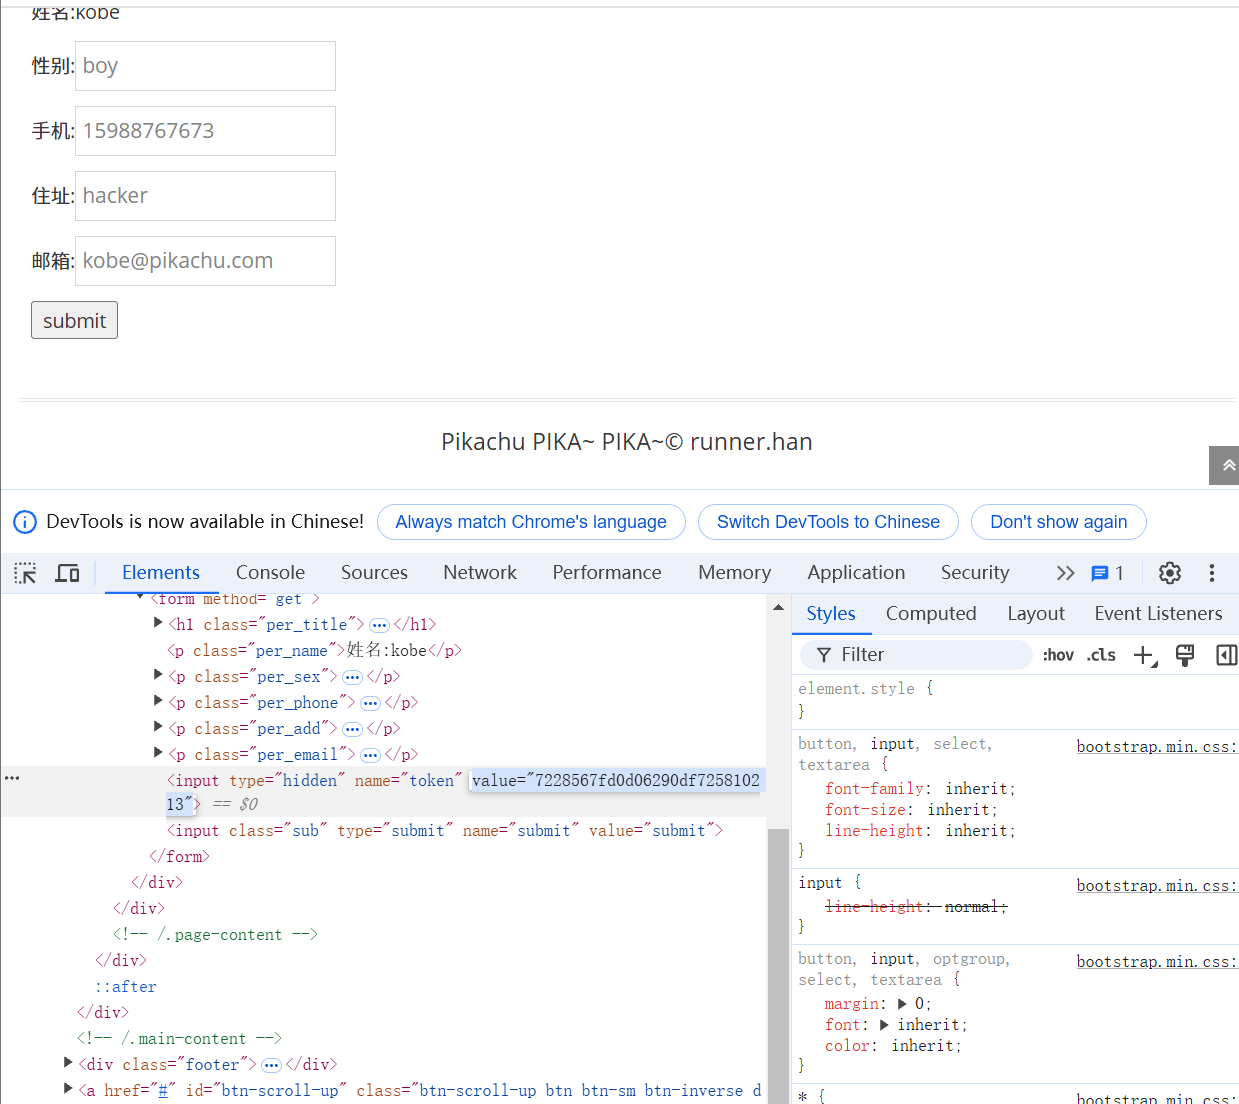 姓名:kobe
性别: boy
手机: 15988767673
住址: hacker
邮箱: kobe@pikachu.com
submit
Pikachu PIKA~ PIKA~© runner.han
DevTools is now available in Chinese! Always match Chrome's language Switch DevTools to Chinese Don't show again
Elements Console Sources Network Performance Memory Application Security 1
<form method="get">
<h1 class="per_title"> ••• </h1>
<p class="per_name">姓名:kobe</p>
<p class="per_sex"> ••• </p>
<p class="per_phone"> ••• </p>
<p class="per_add"> ••• </p>
<p class="per_email"> ••• </p>
<input type="hidden" name="token" value="7228567fd0d06290df7258102
13"> == $0
<input class="sub" type="submit" name="submit" value="submit">
</form>
</div>
</div>
<!-- /.page-content -->
</div>
::after
</div>
<!-- /.main-content -->
<div class="footer"> ••• </div>
<a href="#" id="btn-scroll-up" class="btn-scroll-up btn btn-sm btn-inverse d
Styles Computed Layout Event Listeners
Filter :hov .cls
element.style {
}
button, input, select, bootstrap.min.css:
textarea {
font-family: inherit;
font-size: inherit;
line-height: inherit;
}
input { bootstrap.min.css:
line-height: normal;
}
button, input, optgroup, bootstrap.min.css:
select, textarea {
margin: 0;
font: inherit;
color: inherit;
}
* { bootstrap.min.css: